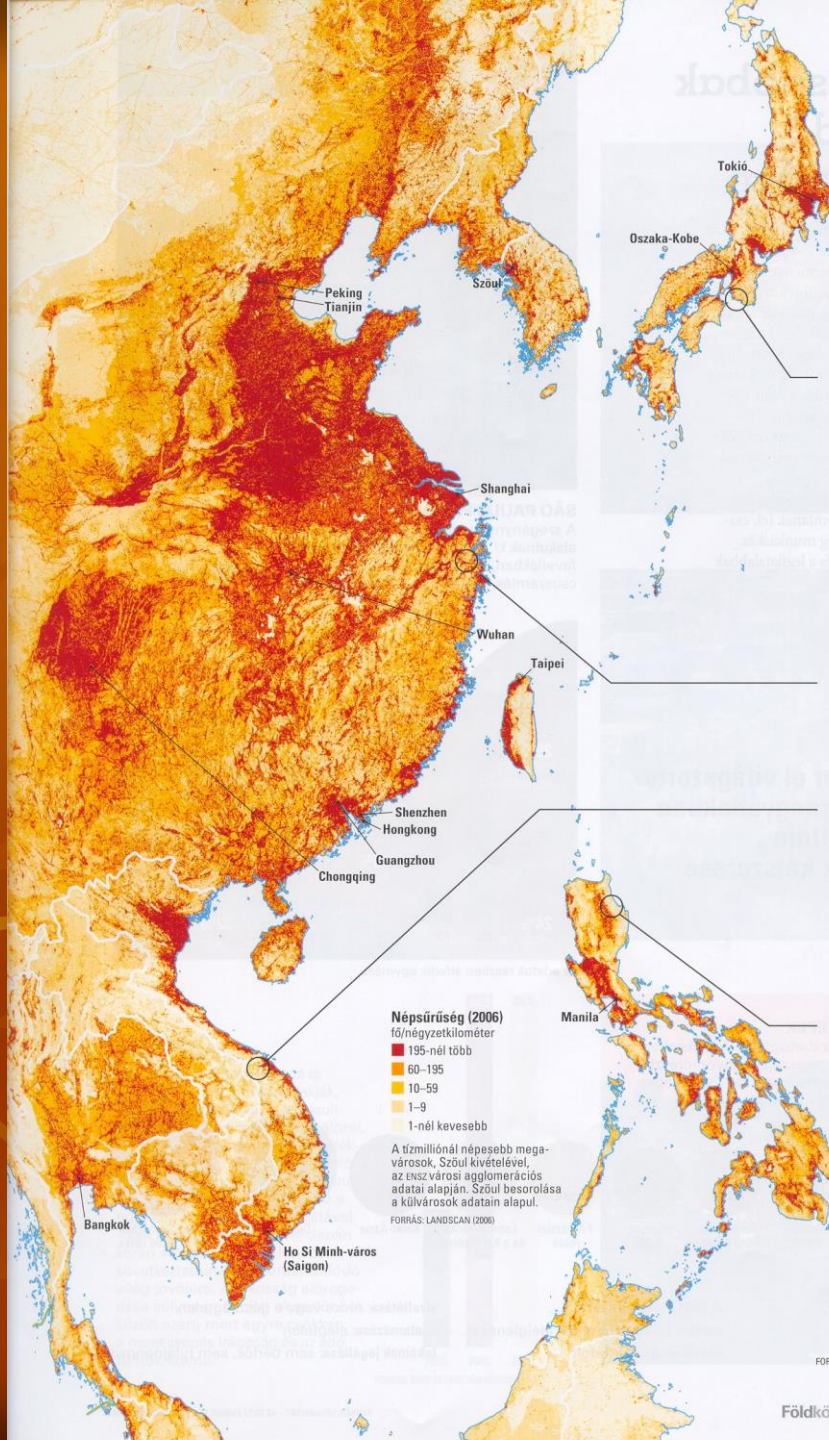 Tokió
Oszaka-Kobe
Szöul
Peking
Tianjin
Shanghai
Wuhan
Taipei
Shenzhen
Hongkong
Guangzhou
Chongqing
Manila
Népsűrűség (2006)
fő/négyzetkilométer
195-nél több
60–195
10–59
1–9
1-nél kevesebb
A tízmilliónál népesebb mega-
városok, Szöul kivételével,
az ENSZ városi agglomerációs
adatai alapján. Szöul besorolása
a külvárosok adatain alapul.
FORRÁS: LANDSCAN (2006)
Bangkok
Ho Si Minh-város
(Saigon)
SÃO PAUL